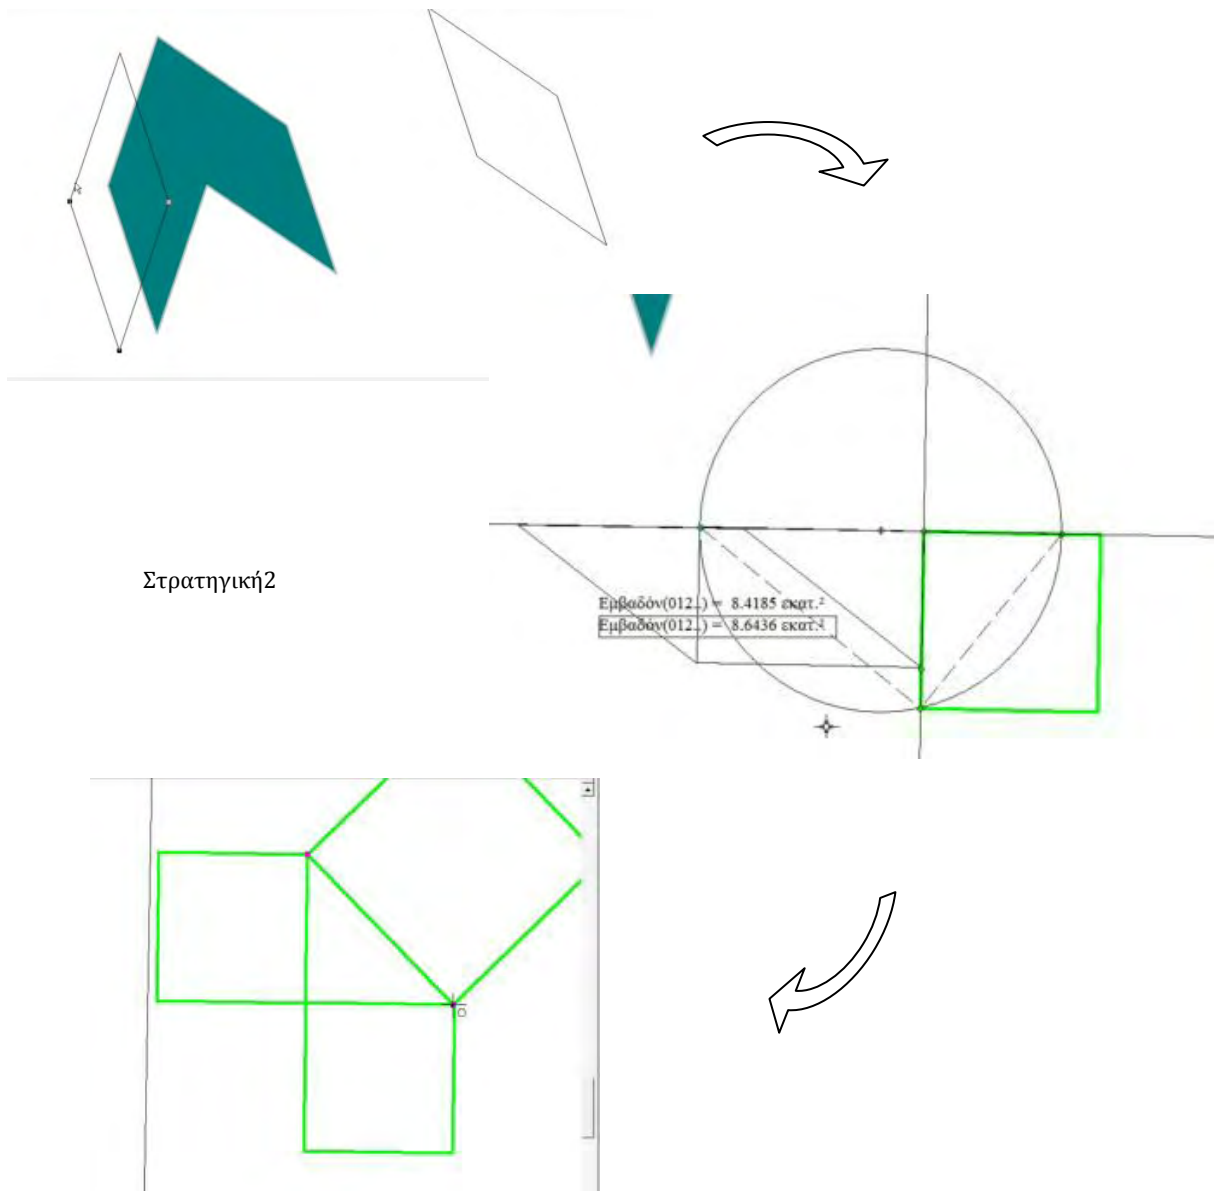 Στρατηγική2
Εμβαδόν(012..) = 8.4185 εκατ.²
Εμβαδόν(012..) = 8.6436 εκατ.²